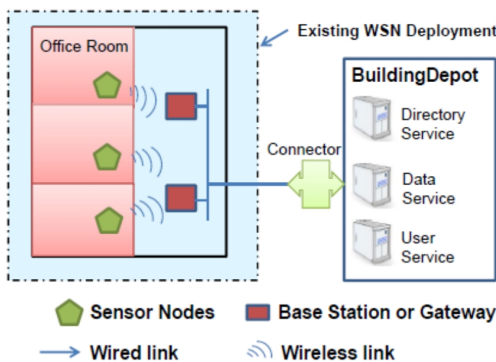 Existing WSN Deployment
Office Room
BuildingDepot
Directory
Service
Connector
Data
Service
User
Service
Sensor Nodes
Base Station or Gateway
Wired link
Wireless link